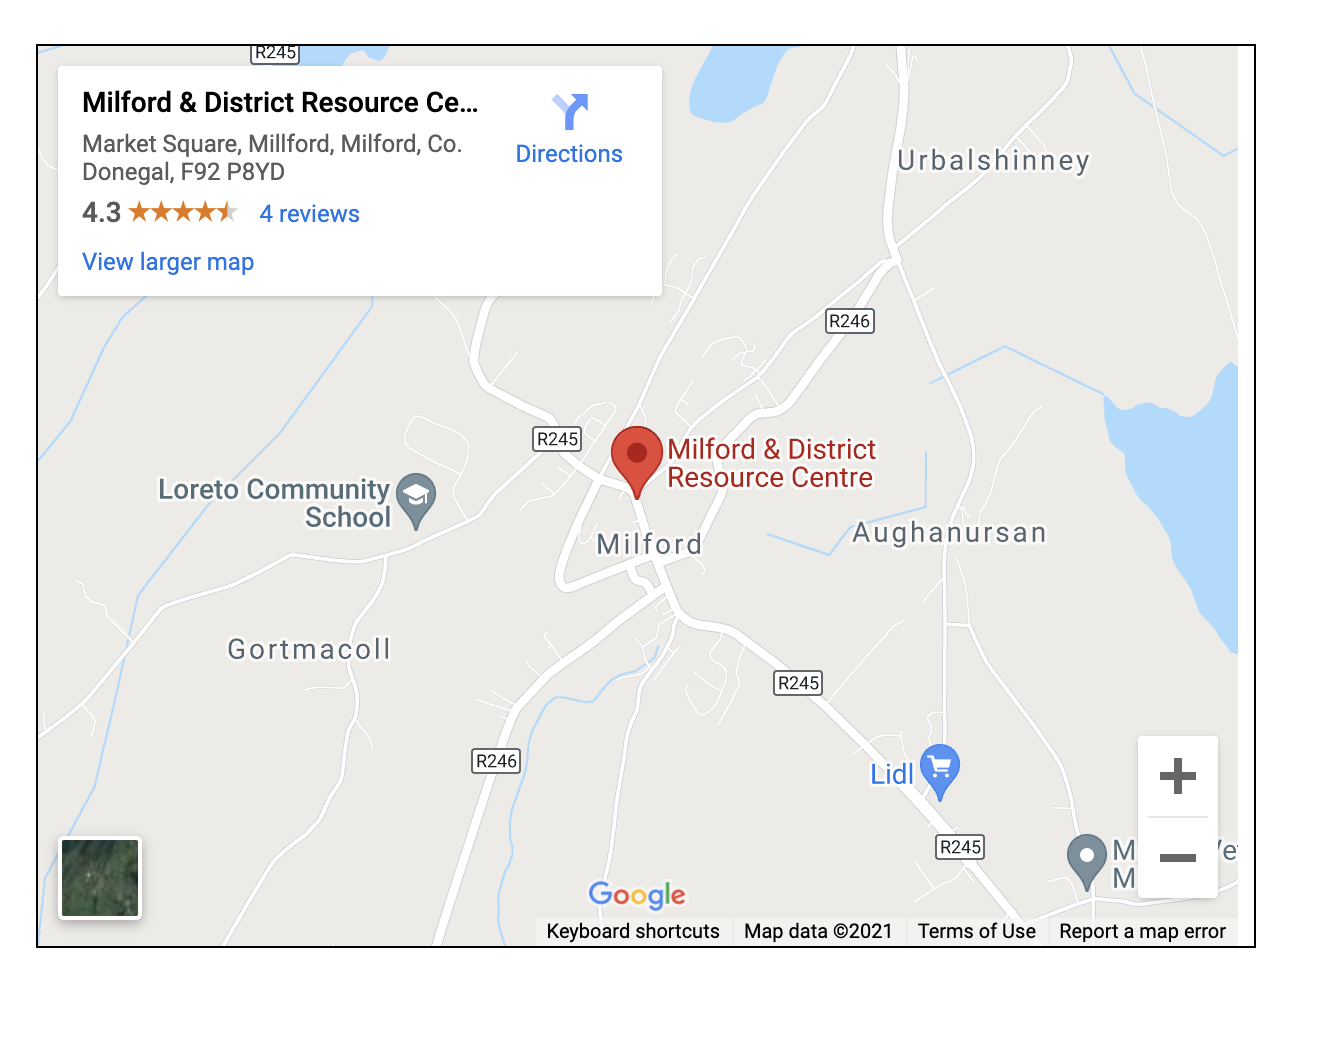 R245
Milford & District Resource Ce...
Market Square, Millford, Milford, Co.
Donegal, F92 P8YD
4.3
4 reviews
View larger map
Directions
Urbalshinney
R246
R245
Milford & District
Resource Centre
Loreto Community
School
Milford
Aughanursan
Gortmacoll
R245
R246
Lidl
R245
M
M
Google
Keyboard shortcuts
Map data ©2021
Terms of Use
Report a map error